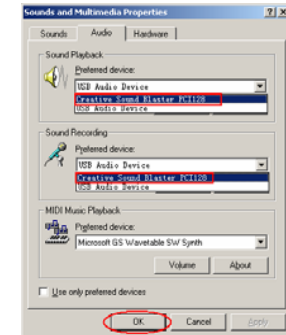 Sounds and Multimedia Properties
Sounds
Audio
Hardware
Sound Playback
Preferred device:
USB Audio Device
Creative Sound Blaster PCI128
USB Audio Device
Sound Recording
Preferred device:
USB Audio Device
Creative Sound Blaster PCI128
USB Audio Device
MIDI Music Playback
Preferred device:
Microsoft GS Wavetable SW Synth
Volume
About
Use only preferred devices
OK
Cancel
Apply